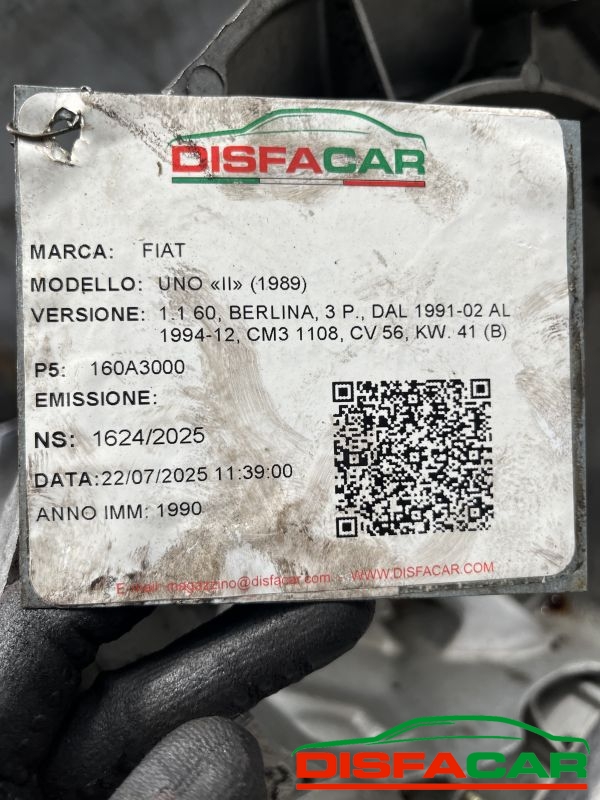 DISFACAR
MARCA: FIAT
MODELLO: UNO «II» (1989)
VERSIONE: 1.1 60, BERLINA, 3 P., DAL 1991-02 AL
1994-12, CM3 1108, CV 56, KW. 41 (B)
P5: 160A3000
EMISSIONE:
NS: 1624/2025
DATA:22/07/2025 11:39:00
ANNO IMM: 1990
E-mail: magazzino@disfacar.com - WWW.DISFACAR.COM
DISFACAR